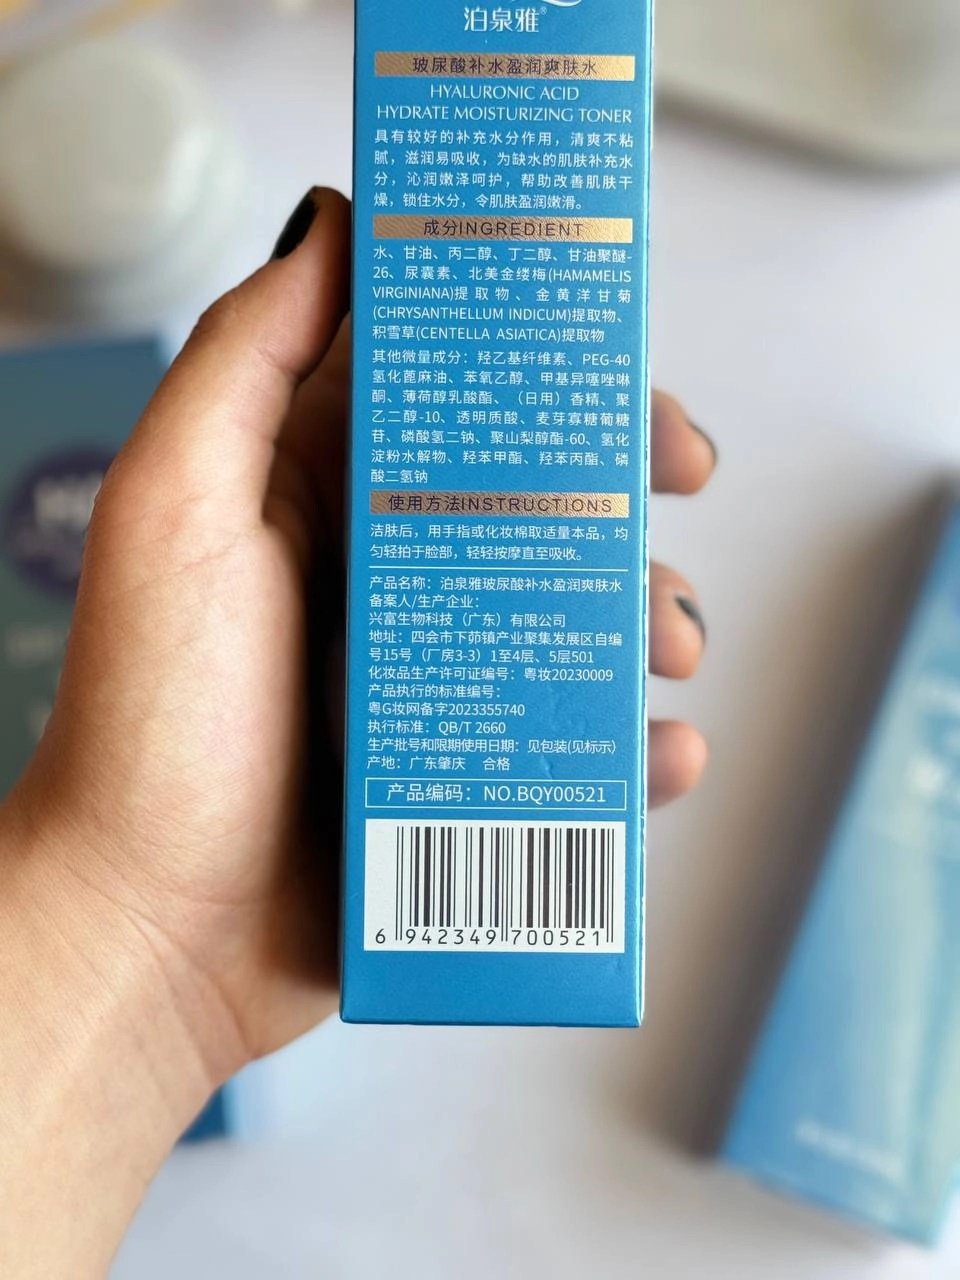 泊泉雅®
玻尿酸补水盈润爽肤水
HYALURONIC ACID
HYDRATE MOISTURIZING TONER
具有较好的补充水分作用，清爽不粘
腻，滋润易吸收，为缺水的肌肤补充水
分，沁润嫩泽呵护，帮助改善肌肤干
燥，锁住水分，令肌肤盈润嫩滑。
成分INGREDIENT
水、甘油、丙二醇、丁二醇、甘油聚醚-
26、尿囊素、北美金缕梅(HAMAMELIS
VIRGINIANA)提取物、金黄洋甘菊
(CHRYSANTHELLUM INDICUM)提取物、
积雪草(CENTELLA ASIATICA)提取物
其他微量成分：羟乙基纤维素、PEG-40
氢化蓖麻油、苯氧乙醇、甲基异噻唑啉
酮、薄荷醇乳酸酯、（日用）香精、聚
乙二醇-10、透明质酸、麦芽寡糖葡糖
苷、磷酸氢二钠、聚山梨醇酯-60、氢化
淀粉水解物、羟苯甲酯、羟苯丙酯、磷
酸二氢钠
使用方法INSTRUCTIONS
洁肤后，用手指或化妆棉取适量本品，均
匀轻拍于脸部，轻轻按摩直至吸收。
产品名称：泊泉雅玻尿酸补水盈润爽肤水
备案人/生产企业：
兴富生物科技（广东）有限公司
地址：四会市下茆镇产业聚集发展区自编
号15号（厂房3-3）1至4层、5层501
化妆品生产许可证编号：粤妆20230009
产品执行的标准编号：
粤G妆网备字2023355740
执行标准：QB/T 2660
生产批号和限期使用日期：见包装(见标示)
产地：广东肇庆 合格
产品编码：NO.BQY00521
6 942349 700521